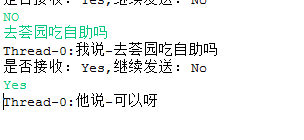 是否接收: Yes,继续发送: No
NO
去荟园吃自助吗
Thread-0:我说-去荟园吃自助吗
是否接收: Yes,继续发送: No
Yes
Thread-0:他说-可以呀